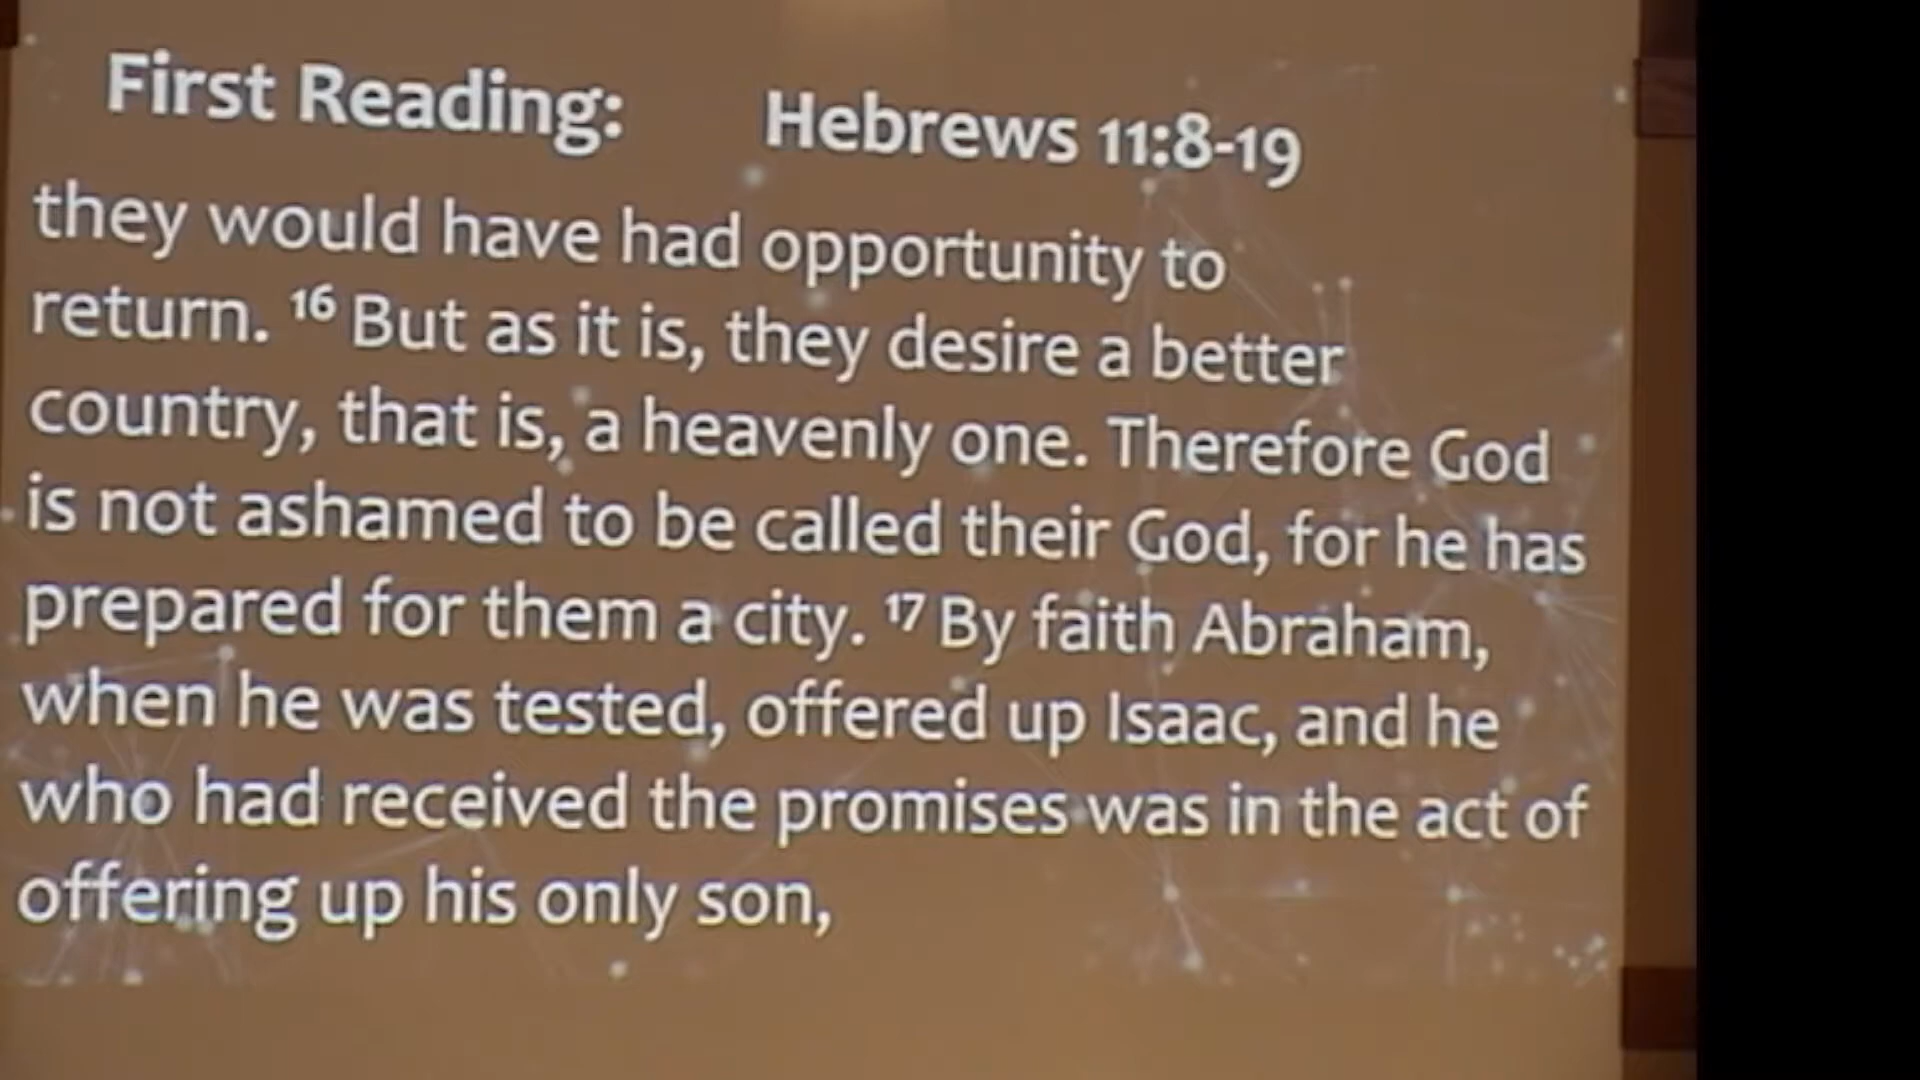 First Reading: Hebrews 11:8-19
they would have had opportunity to
return. 16 But as it is, they desire a better
country, that is, a heavenly one. Therefore God
is not ashamed to be called their God, for he has
prepared for them a city. 17 By faith Abraham,
when he was tested, offered up Isaac, and he
who had received the promises was in the act of
offering up his only son,